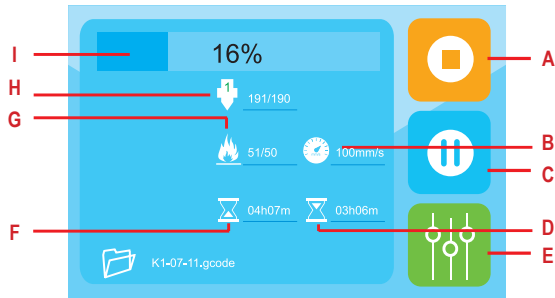 I
16%
A
H
1
191/190
G
51/50
100mm/s
B
C
F
04h07m
03h06m
D
E
K1-07-11.gcode